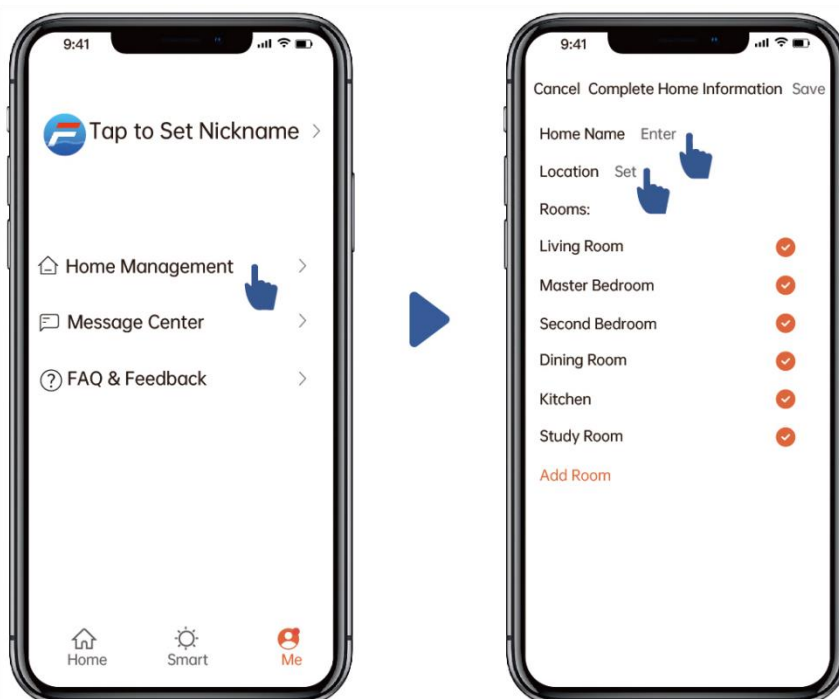 9:41
Tap to Set Nickname
Home Management
Message Center
FAQ & Feedback
Home Smart Me
9:41
Cancel Complete Home Information Save
Home Name Enter
Location Set
Rooms:
Living Room
Master Bedroom
Second Bedroom
Dining Room
Kitchen
Study Room
Add Room